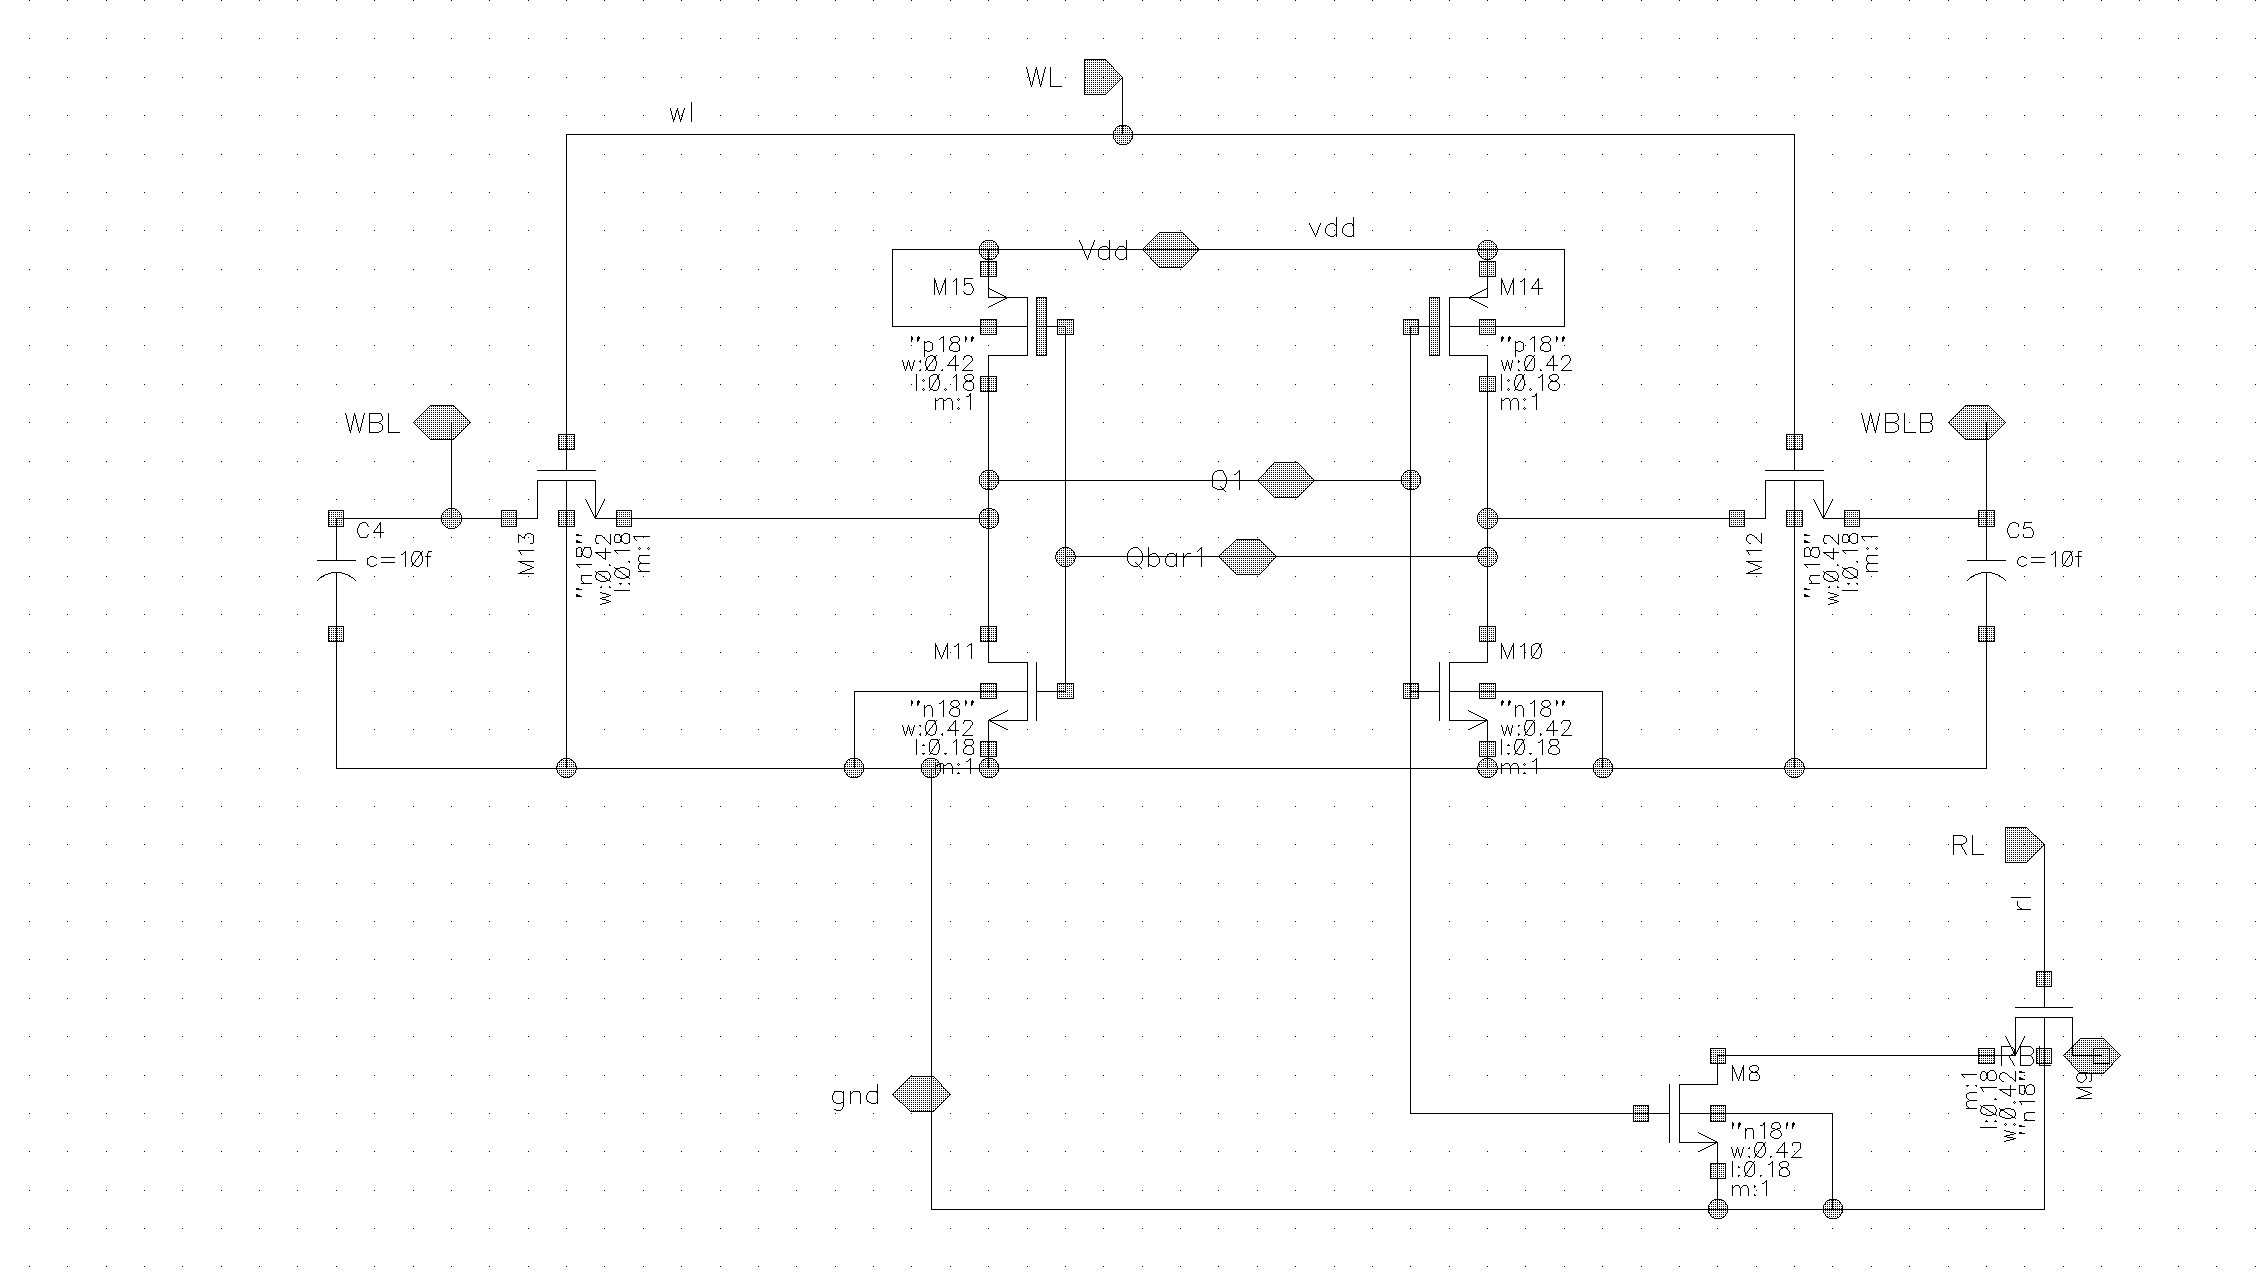 WL
wl
Vdd
vdd
M15
M14
"p18"
w:0.42
l:0.18
m:1
"p18"
w:0.42
l:0.18
m:1
WBL
WBLB
Q1
C4
c=10f
M13
"n18"
w:0.42
l:0.18
m:1
Qbar1
M12
"n18"
w:0.42
l:0.18
m:1
C5
c=10f
M11
M10
"n18"
w:0.42
l:0.18
m:1
"n18"
w:0.42
l:0.18
m:1
RL
rl
gnd
M8
"n18"
w:0.42
l:0.18
m:1
m:1
l:0.18
w:0.42
"n18"
M9